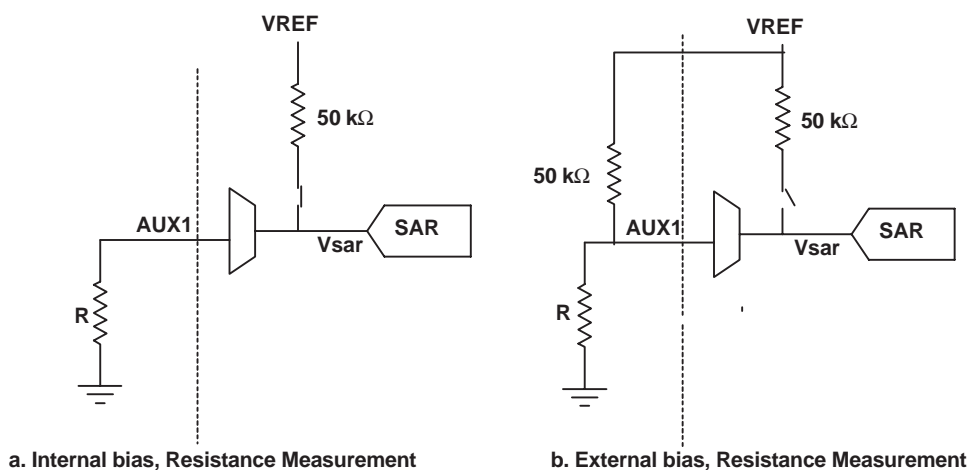 VREF
50 kΩ
AUX1
Vsar
SAR
R
a. Internal bias, Resistance Measurement
VREF
50 kΩ
50 kΩ
AUX1
Vsar
SAR
R
b. External bias, Resistance Measurement